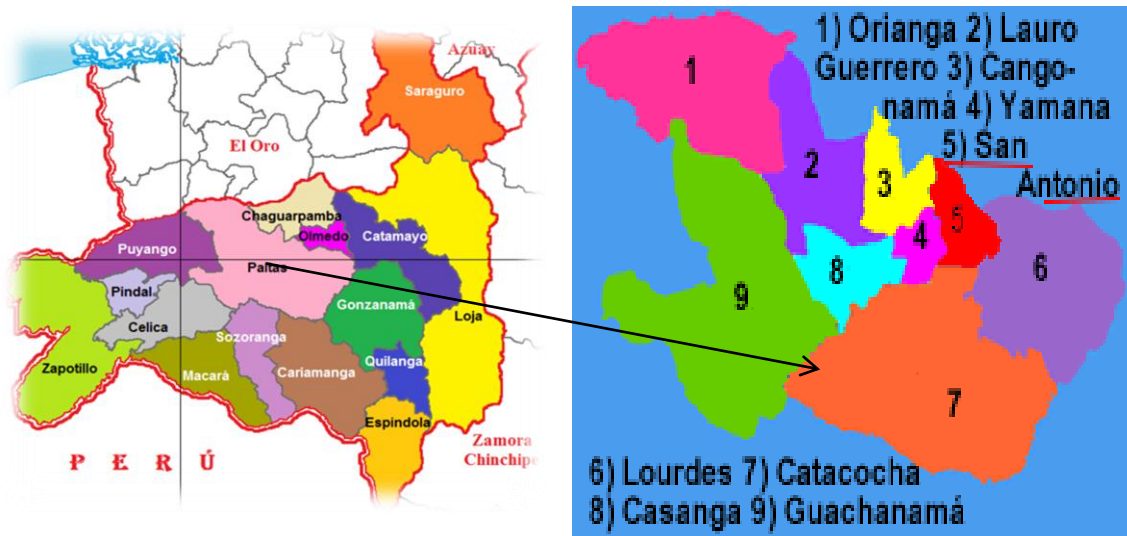 Azuay
Saraguro
El Oro
Chaguarpamba
Olmedo
Catamayo
Puyango
Paltas
Pindal
Gonzanamá
Celica
Loja
Sozoranga
Zapotillo
Macará
Cariamanga
Quilanga
Espíndola
P E R Ú
Zamora
Chinchipe
1) Orianga 2) Lauro
Guerrero 3) Cango-
namá 4) Yamana
5) San
Antonio
1
2
3
4
5
6
8
9
7
6) Lourdes 7) Catacocha
8) Casanga 9) Guachanamá